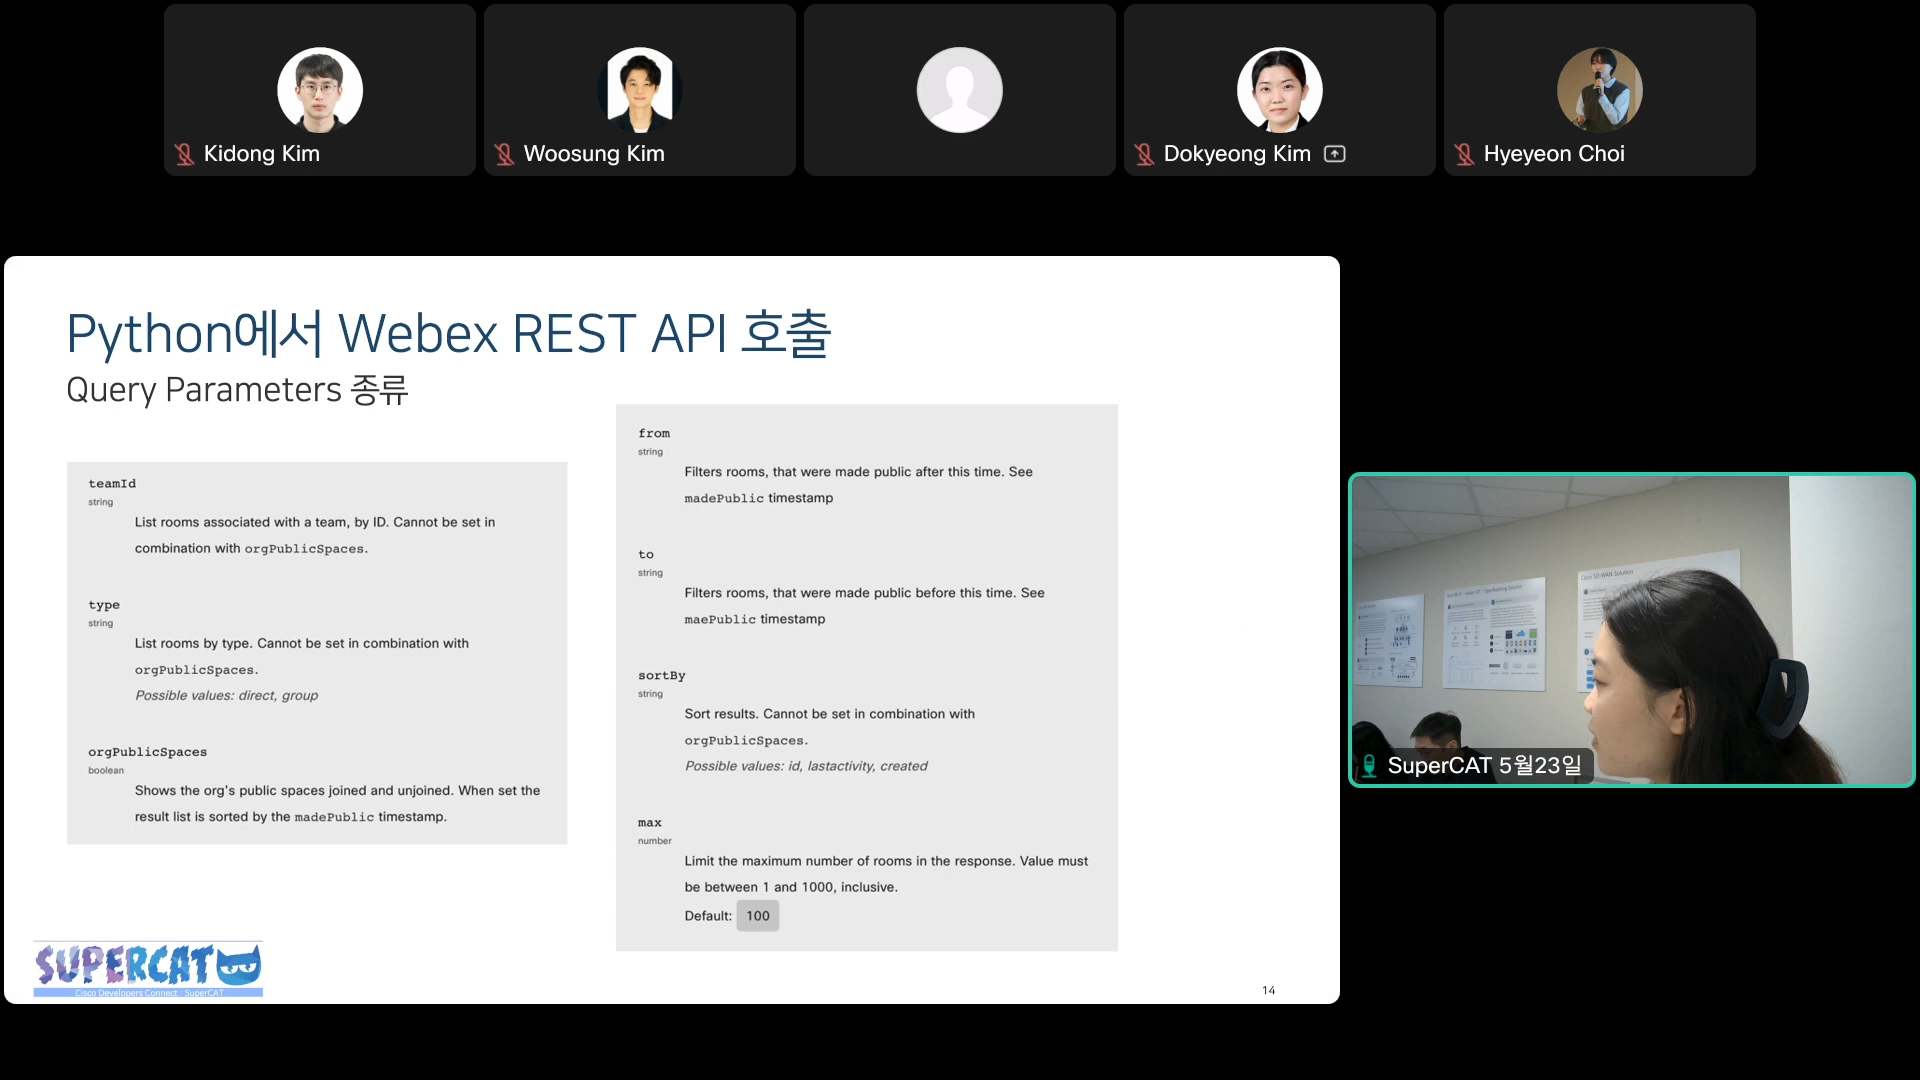 Kidong Kim
Woosung Kim
Dokyeong Kim
Hyeyeon Choi
Python에서 Webex REST API 호출
Query Parameters 종류
teamId
string
List rooms associated with a team, by ID. Cannot be set in
combination with orgPublicSpaces.
type
string
List rooms by type. Cannot be set in combination with
orgPublicSpaces.
Possible values: direct, group
orgPublicSpaces
boolean
Shows the org's public spaces joined and unjoined. When set the
result list is sorted by the madePublic timestamp.
from
string
Filters rooms, that were made public after this time. See
madePublic timestamp
to
string
Filters rooms, that were made public before this time. See
maePublic timestamp
sortBy
string
Sort results. Cannot be set in combination with
orgPublicSpaces.
Possible values: id, lastactivity, created
max
number
Limit the maximum number of rooms in the response. Value must
be between 1 and 1000, inclusive.
Default: 100
SUPERCAT
Cisco Developers Connect : SuperCAT
14
Cisco SD-WAN Solution
SuperCAT 5월23일